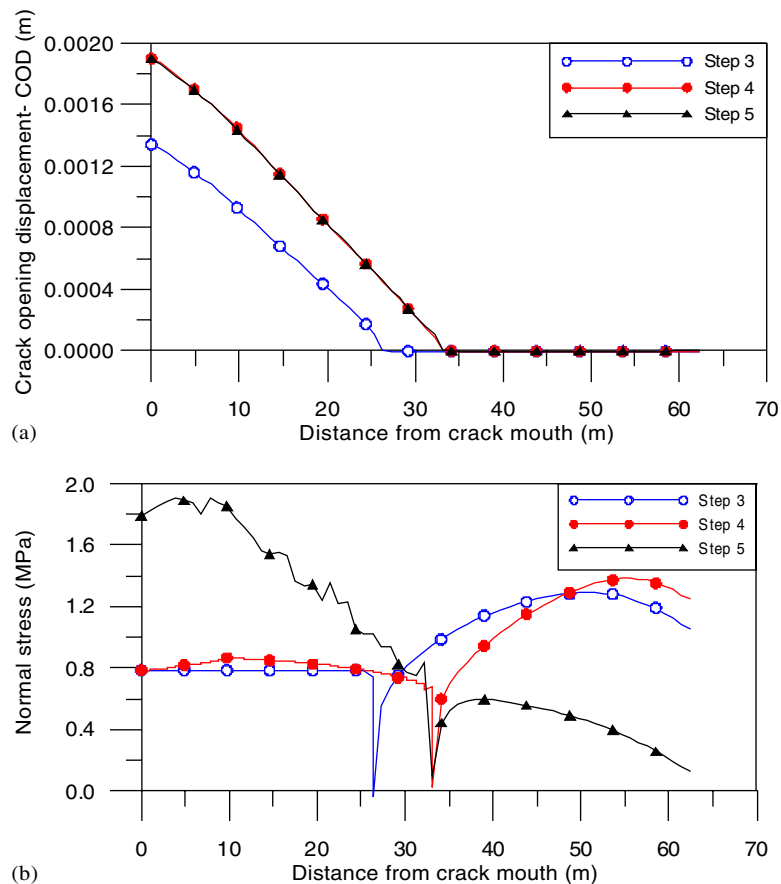 Crack opening displacement- COD (m)
0.0020
0.0016
0.0012
0.0008
0.0004
0.0000
Step 3
Step 4
Step 5
0 10 20 30 40 50 60 70
Distance from crack mouth (m)
(a)
Normal stress (MPa)
2.0
1.6
1.2
0.8
0.4
0.0
Step 3
Step 4
Step 5
0 10 20 30 40 50 60 70
Distance from crack mouth (m)
(b)